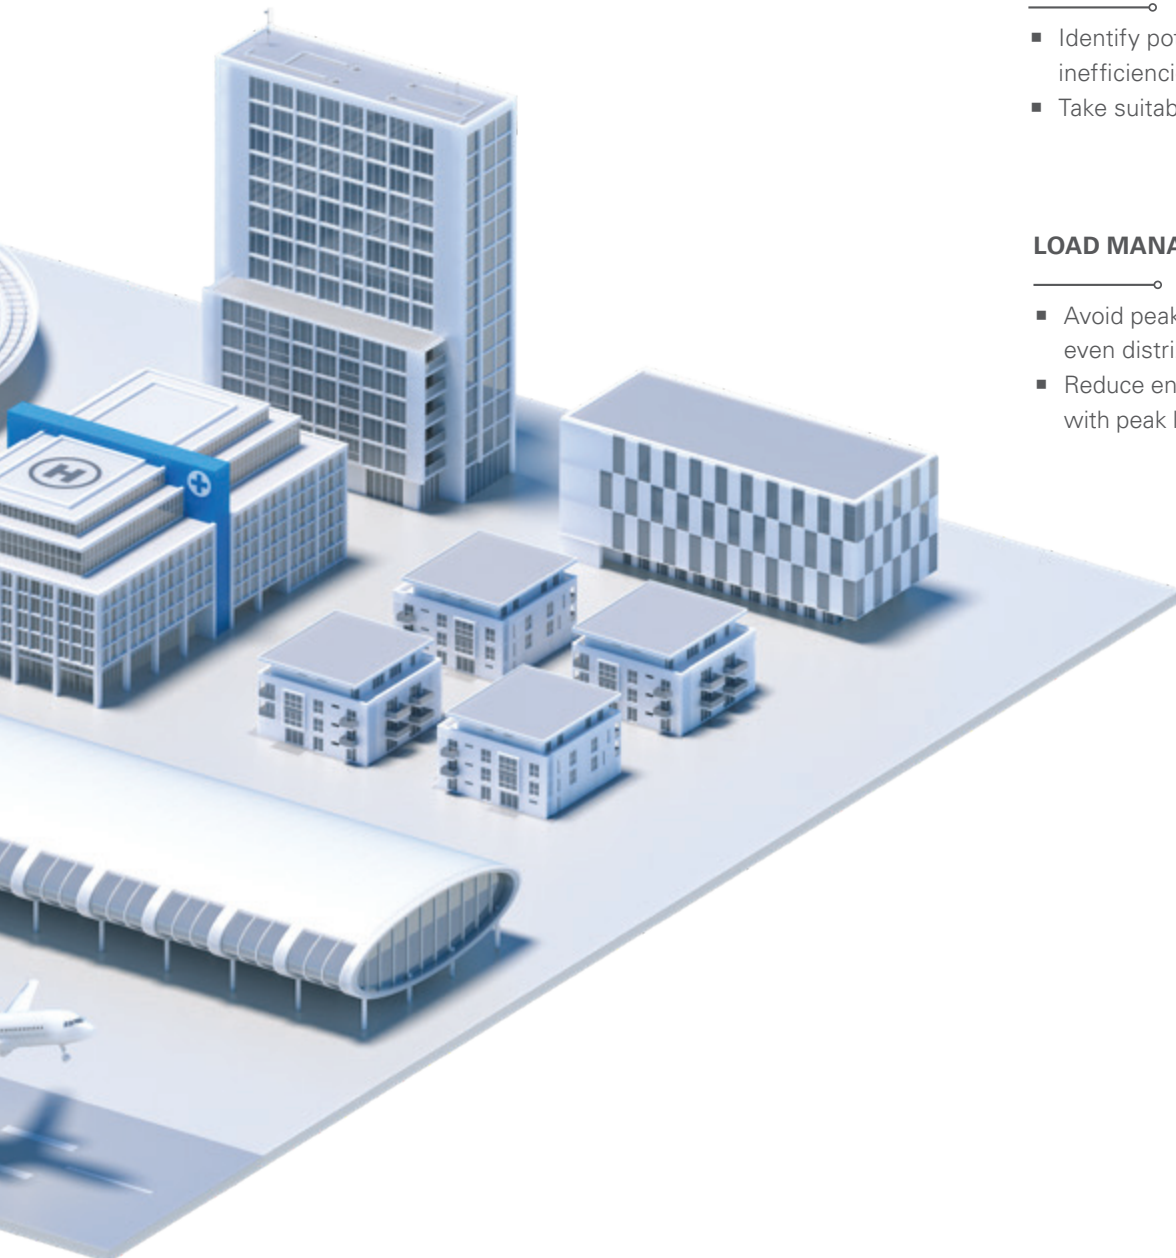 H
■ Identify pot
inefficienci
■ Take suitab
LOAD MANA
■ Avoid peak
even distri
■ Reduce en
with peak l